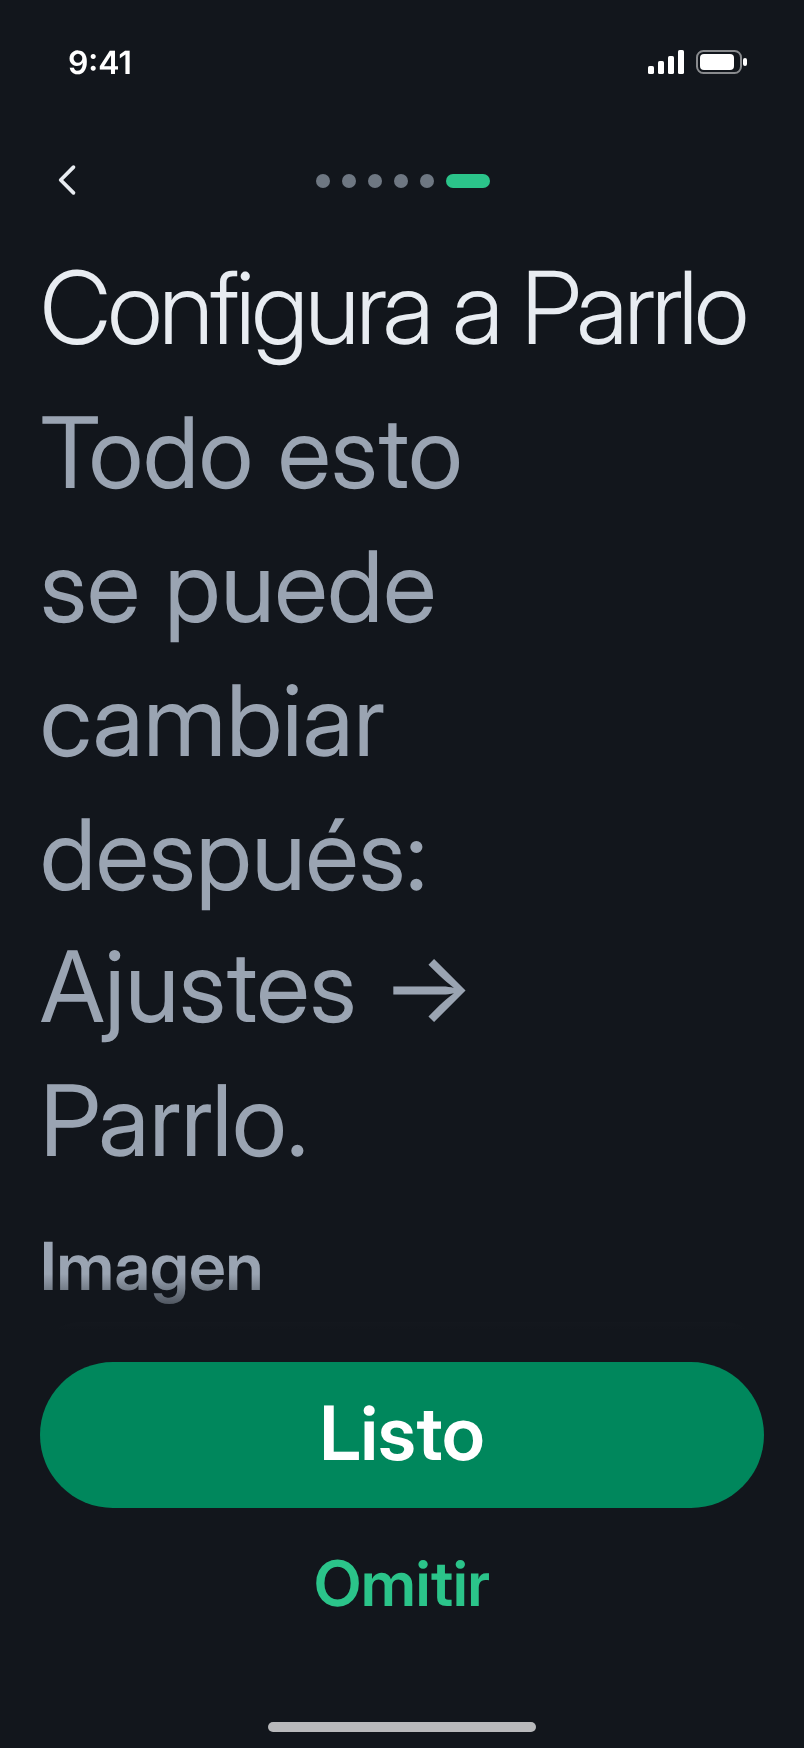 9:41
Configura a Parrlo
Todo esto
se puede
cambiar
después:
Ajustes →
Parrlo.
Imagen
Listo
Omitir